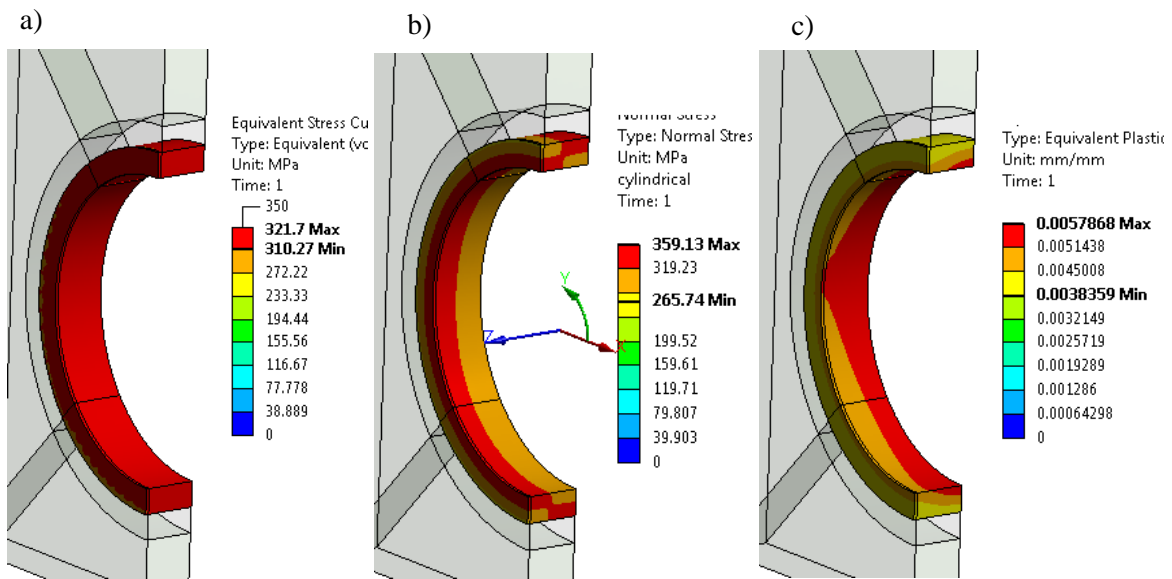 a)
b)
c)
Equivalent Stress Cu
Type: Equivalent (vc
Unit: MPa
Time: 1
350
321.7 Max
310.27 Min
272.22
233.33
194.44
155.56
116.67
77.778
38.889
0
Normal Stress
Type: Normal Stres
Unit: MPa
cylindrical
Time: 1
359.13 Max
319.23
265.74 Min
199.52
159.61
119.71
79.807
39.903
0
Y
Z
X
Type: Equivalent Plastic
Unit: mm/mm
Time: 1
0.0057868 Max
0.0051438
0.0045008
0.0038359 Min
0.0032149
0.0025719
0.0019289
0.001286
0.00064298
0